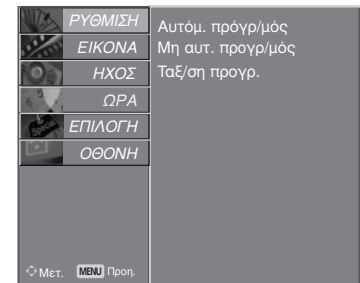 ΡΥΘΜΙΣΗ
ΕΙΚΟΝΑ
ΗΧΟΣ
ΩΡΑ
ΕΠΙΛΟΓΗ
ΟΘΟΝΗ
Αυτόμ. πρόγρ/μός
Μη αυτ. προγρ/μός
Ταξ/ση προγρ.
Μετ. MENU Προη.